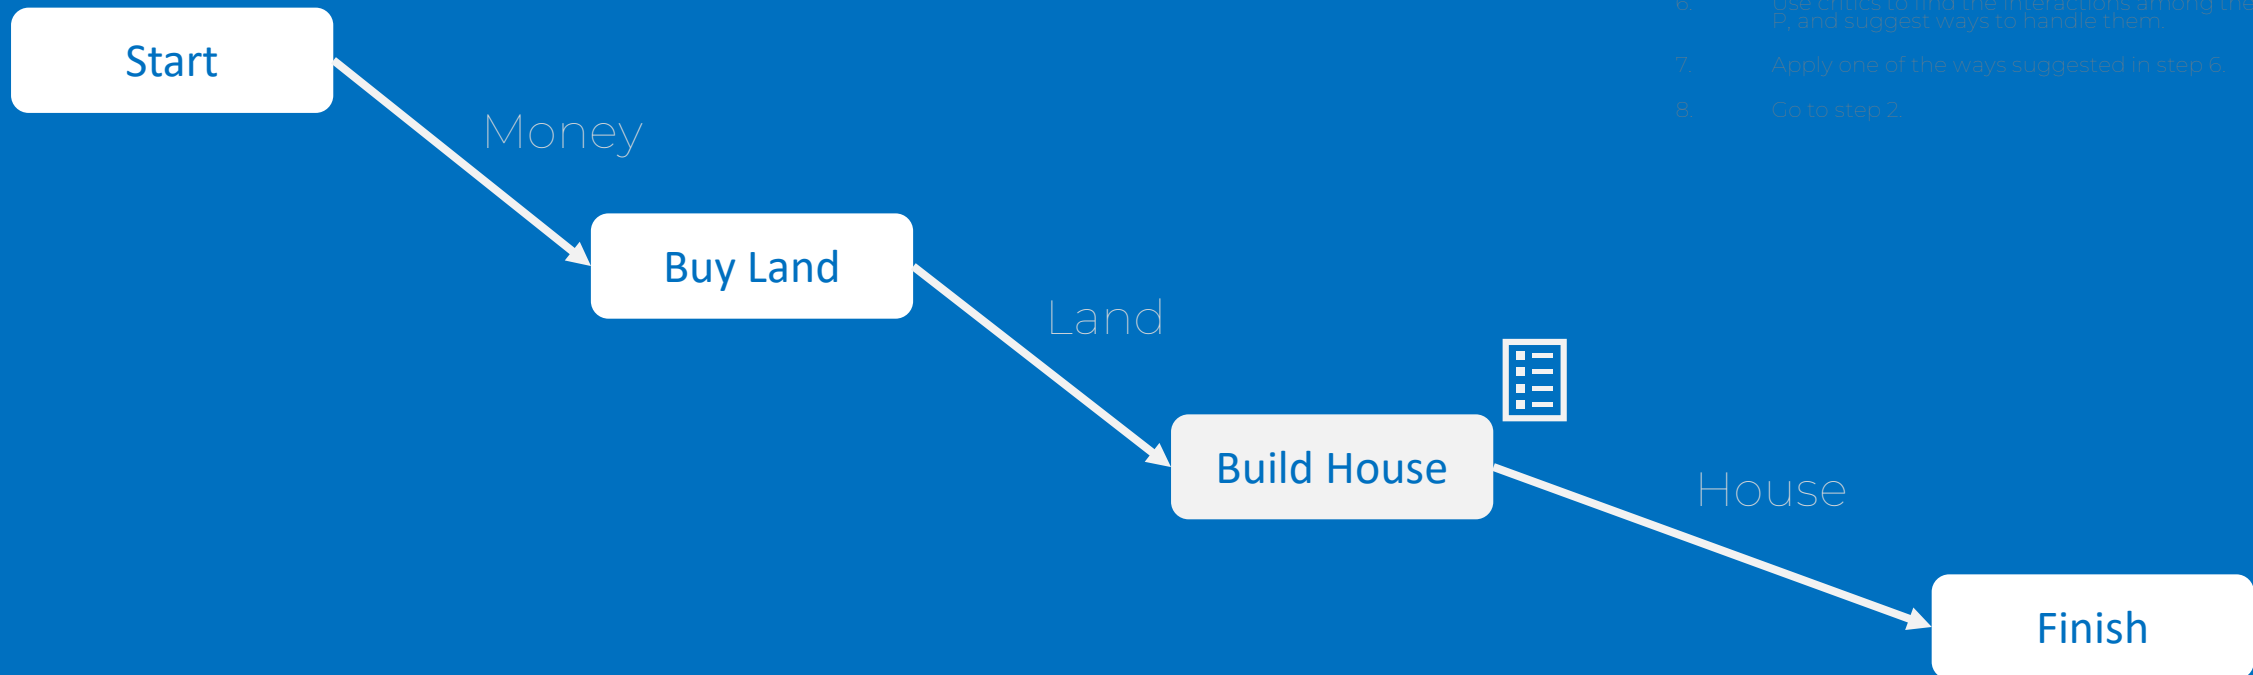 Start
Money
Buy Land
Land
Build House
House
Finish
6. Use critics to find the interactions among the
P, and suggest ways to handle them.
7. Apply one of the ways suggested in step 6.
8. Go to step 2.